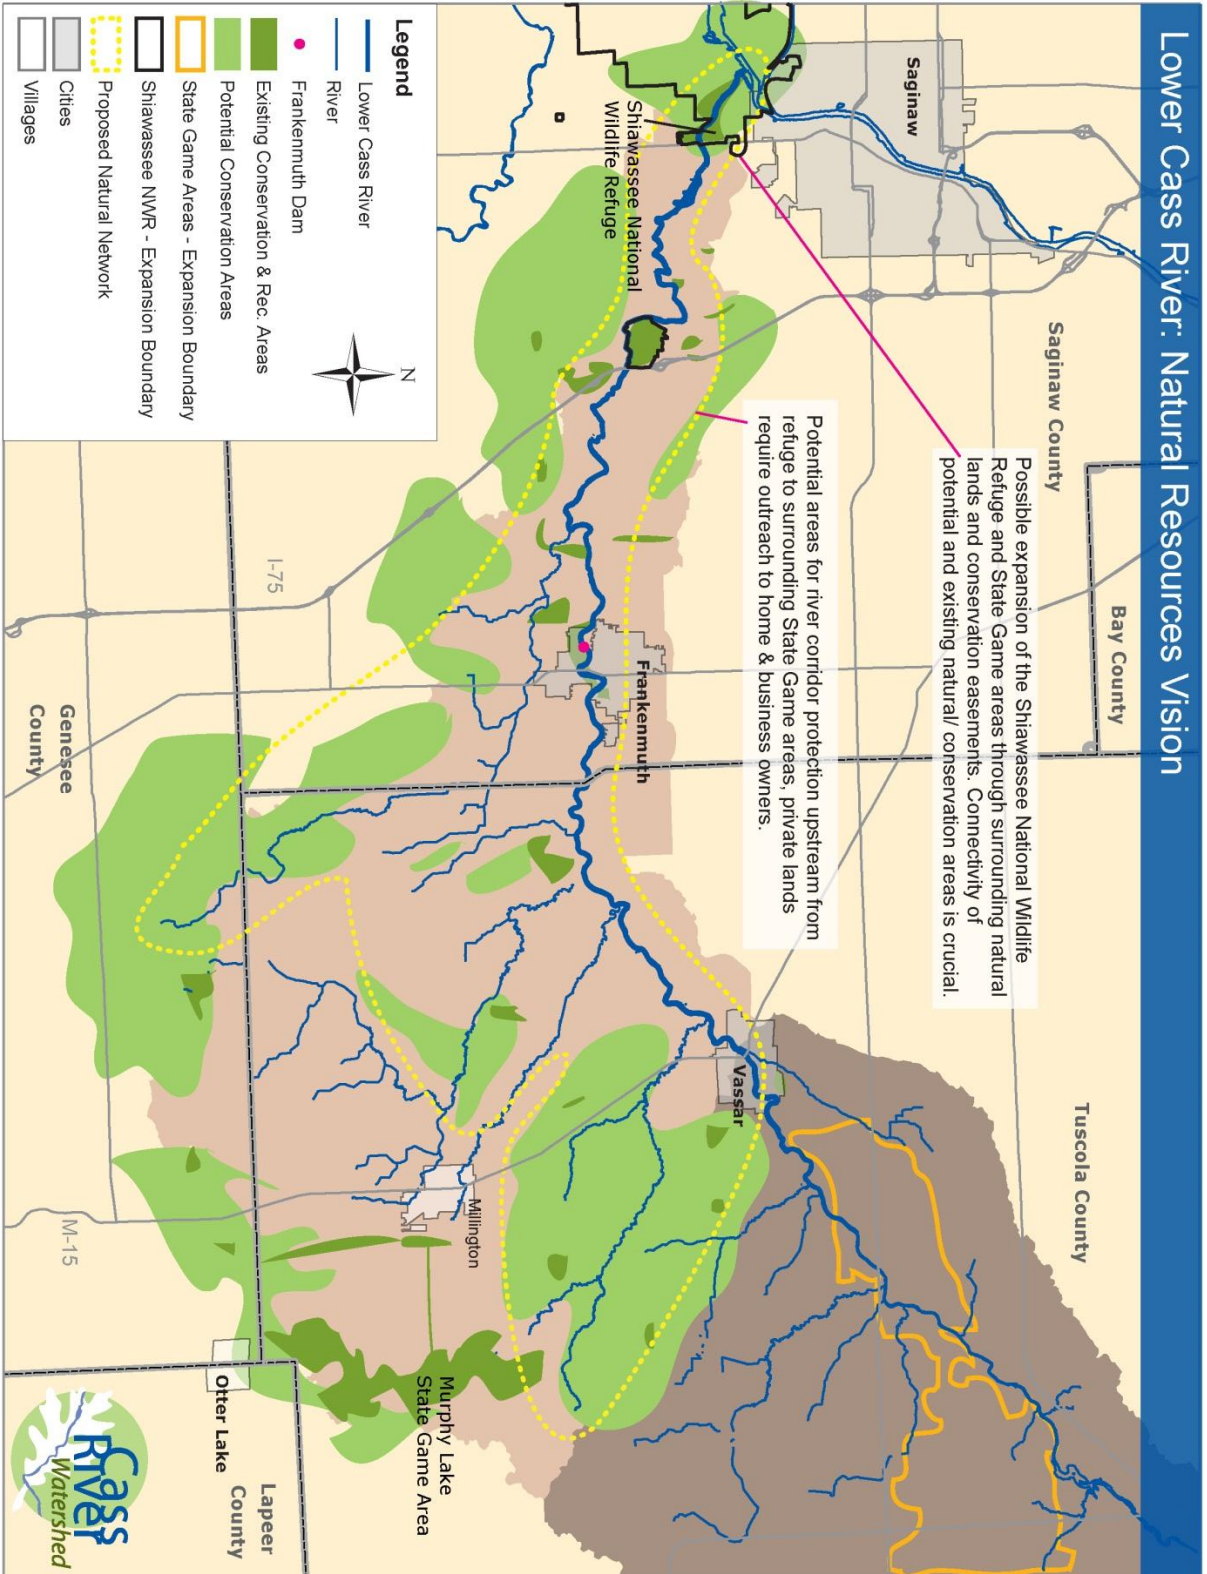 Lower Cass River: Natural Resources Vision
Saginaw
Saginaw County
Bay County
Tuscola County
Possible expansion of the Shiawassee National Wildlife
Refuge and State Game areas through surrounding natural
lands and conservation easements. Connectivity of
potential and existing natural/ conservation areas is crucial.
Potential areas for river corridor protection upstream from
refuge to surrounding State Game areas, private lands
require outreach to home & business owners.
Shiawassee National
Wildlife Refuge
Frankenmuth
Vassar
Millington
Murphy Lake
State Game Area
I-75
M-15
Genesee
County
Otter Lake
Lapeer
County
Legend
Lower Cass River
River
Frankenmuth Dam
Existing Conservation & Rec. Areas
Potential Conservation Areas
State Game Areas - Expansion Boundary
Shiawassee NWR - Expansion Boundary
Proposed Natural Network
Cities
Villages
N
Cass
River
Watershed